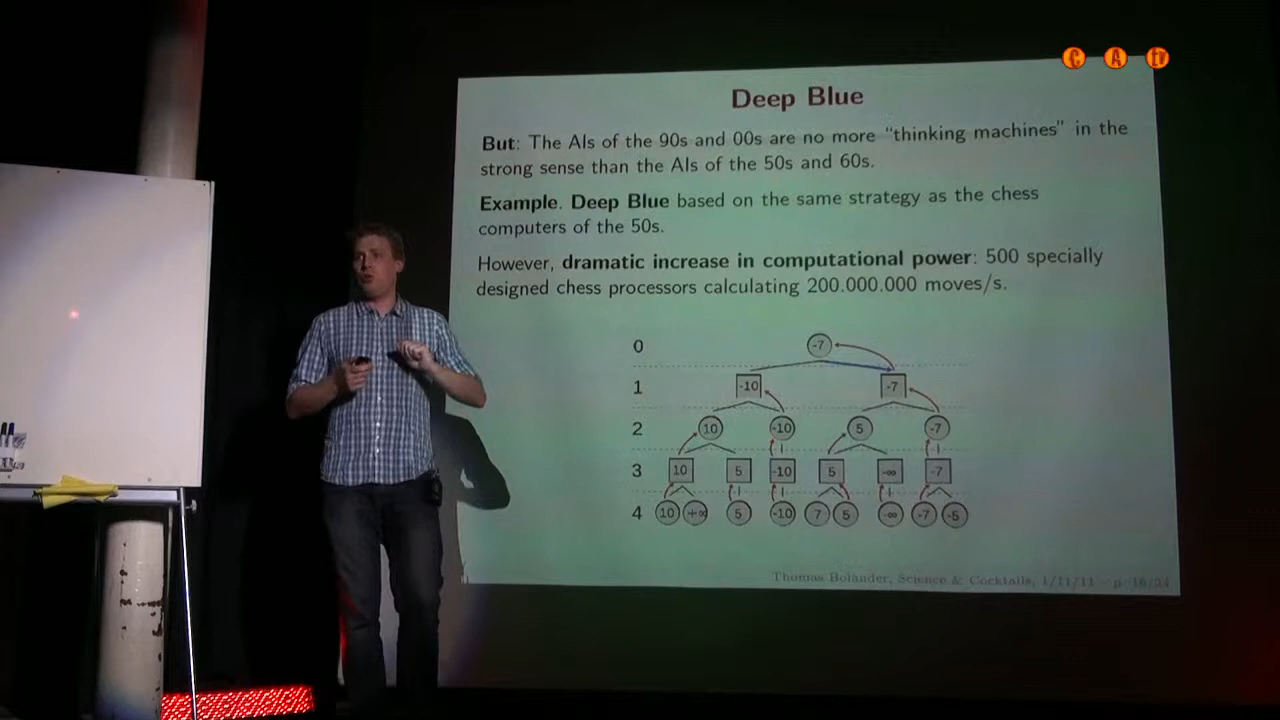 C A tv
Deep Blue
But: The AIs of the 90s and 00s are no more "thinking machines" in the
strong sense than the AIs of the 50s and 60s.
Example. Deep Blue based on the same strategy as the chess
computers of the 50s.
However, dramatic increase in computational power: 500 specially
designed chess processors calculating 200.000.000 moves/s.
0 -7
1 -10 -7
2 10 -10 5 -7
3 10 5 -10 5 -∞ -7
4 10 +∞ 5 -10 7 5 -∞ -7 -5
Thomas Bolander, Science & Cocktails, 1/11/11 – p. 16/24